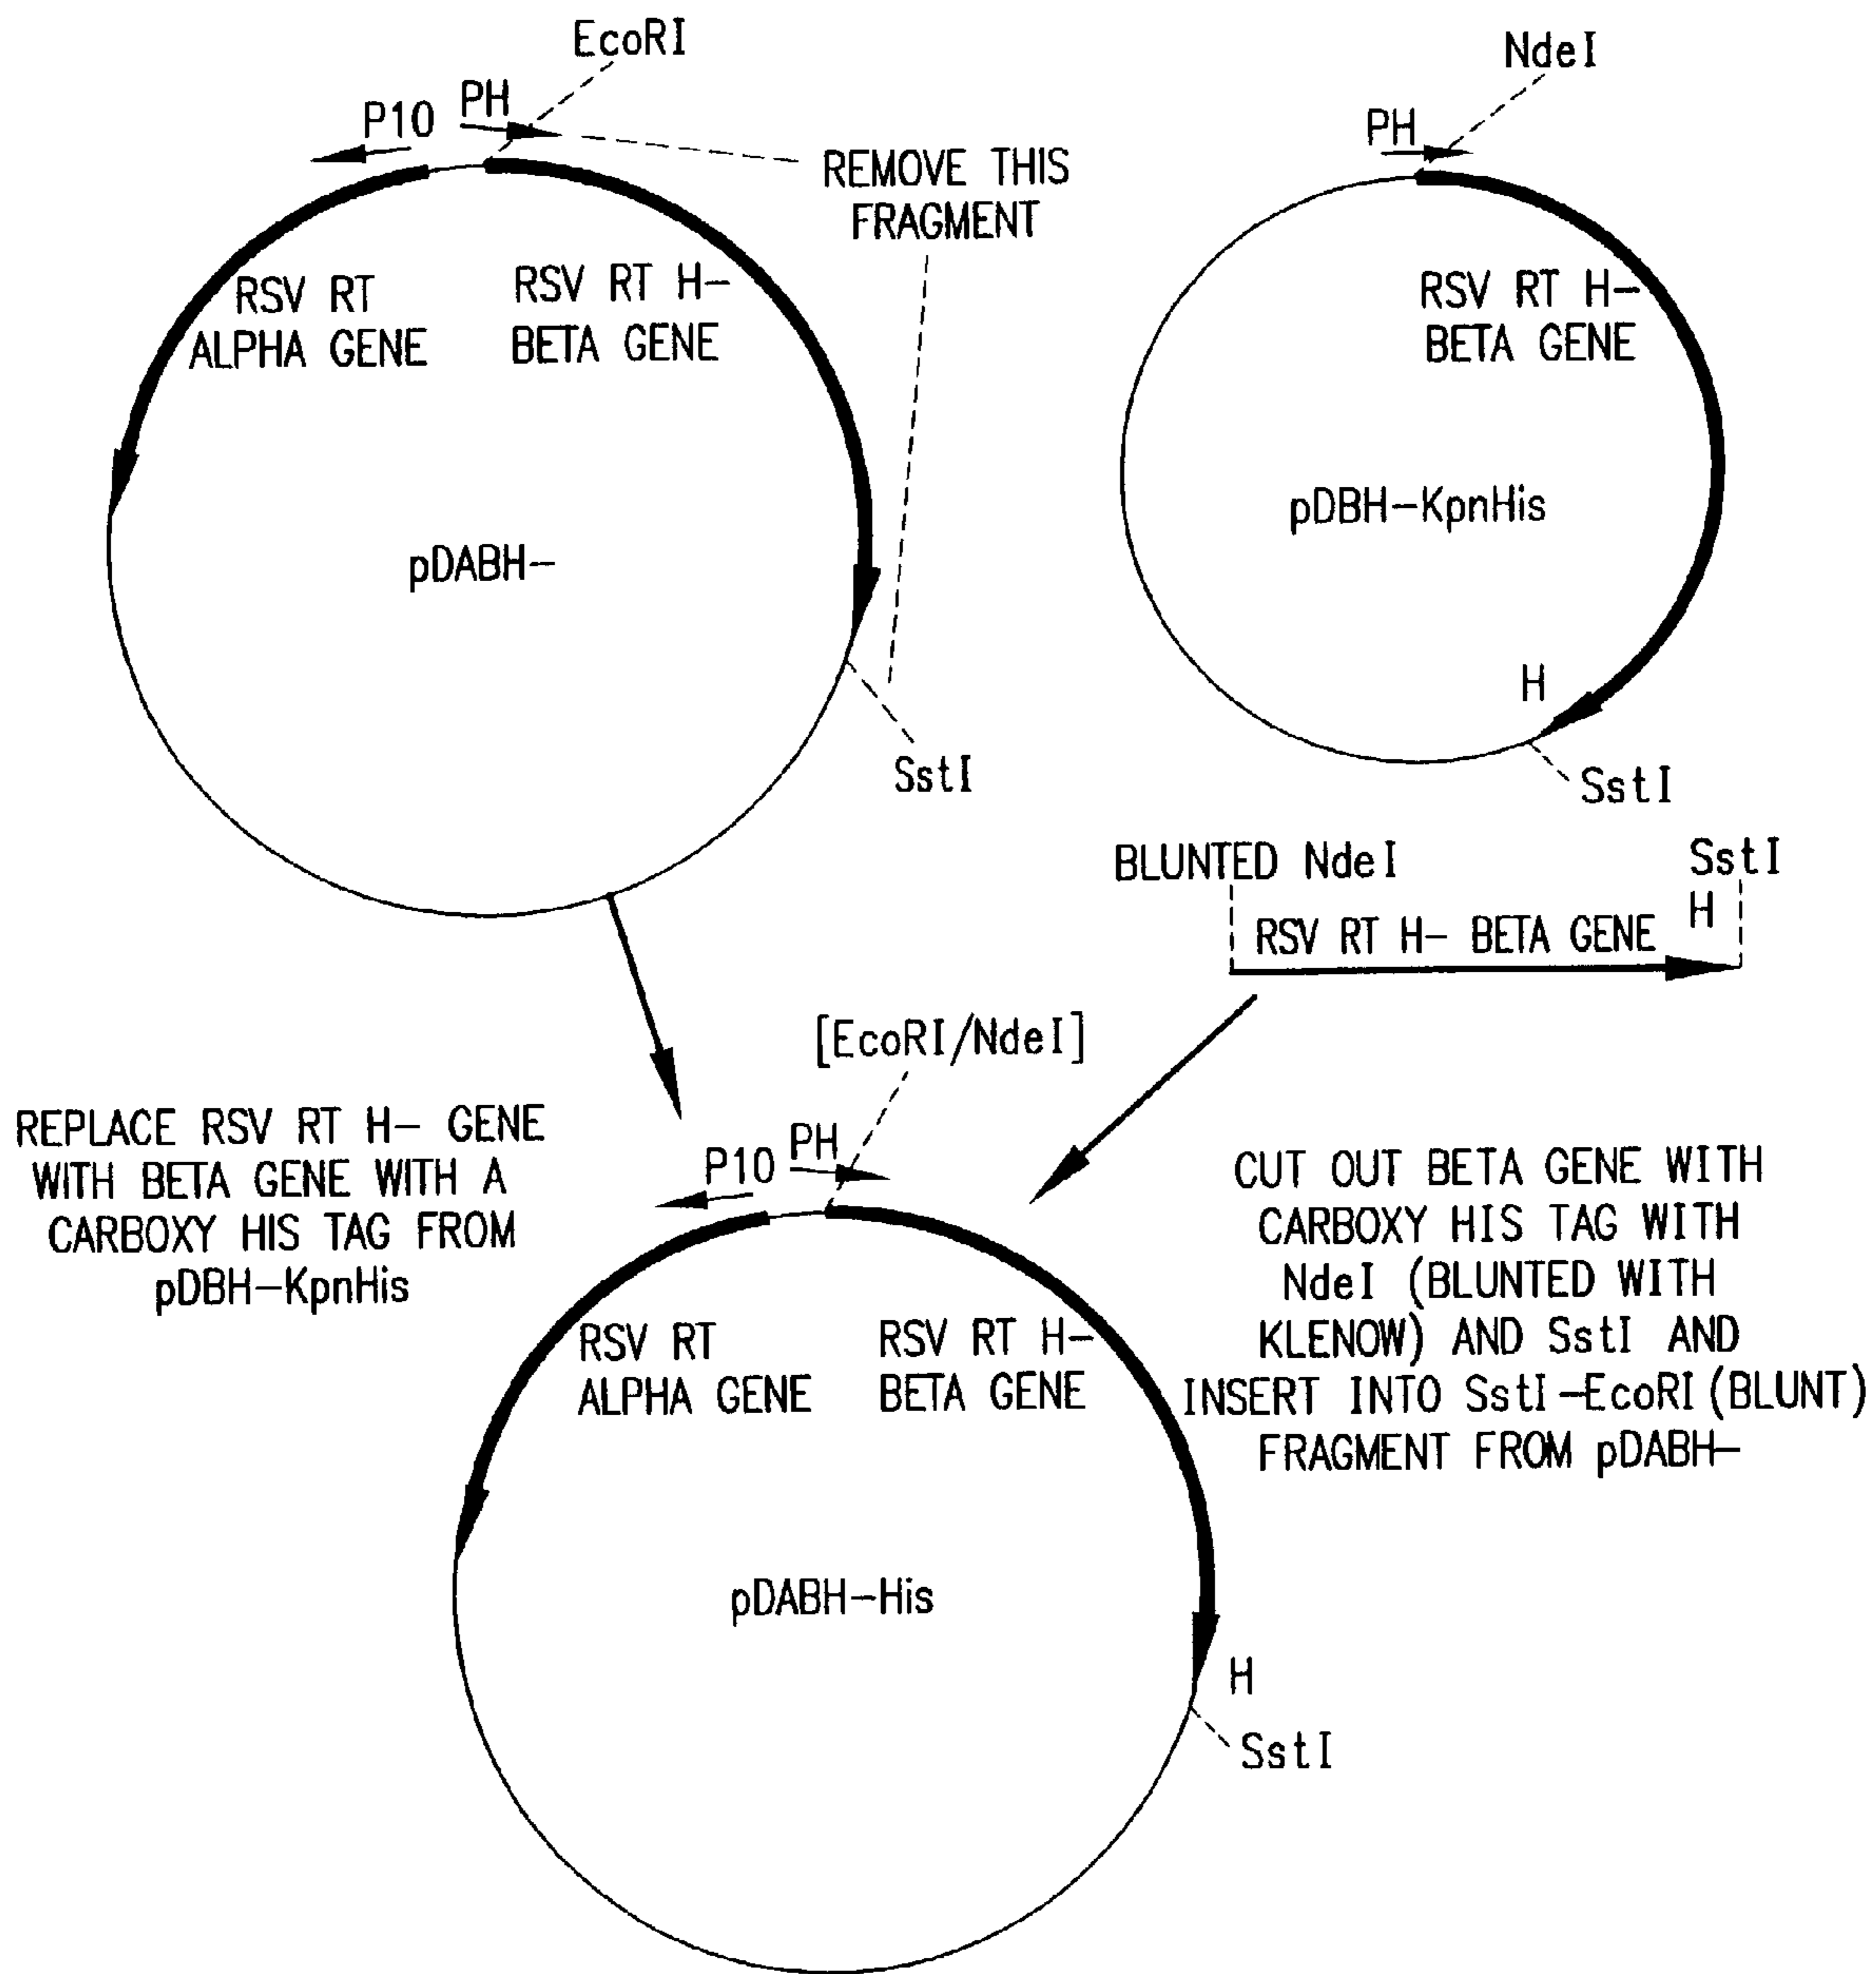 EcoRI
P10
PH
REMOVE THIS
FRAGMENT
RSV RT
ALPHA GENE
RSV RT H-
BETA GENE
pDABH-
SstI
NdeI
PH
RSV RT H-
BETA GENE
pDBH-KpnHis
H
SstI
BLUNTED NdeI
SstI
H
RSV RT H- BETA GENE
[EcoRI/NdeI]
REPLACE RSV RT H- GENE
WITH BETA GENE WITH A
CARBOXY HIS TAG FROM
pDBH-KpnHis
P10
PH
CUT OUT BETA GENE WITH
CARBOXY HIS TAG WITH
NdeI (BLUNTED WITH
KLENOW) AND SstI AND
INSERT INTO SstI-EcoRI (BLUNT)
FRAGMENT FROM pDABH-
RSV RT
ALPHA GENE
RSV RT H-
BETA GENE
pDABH-His
H
SstI